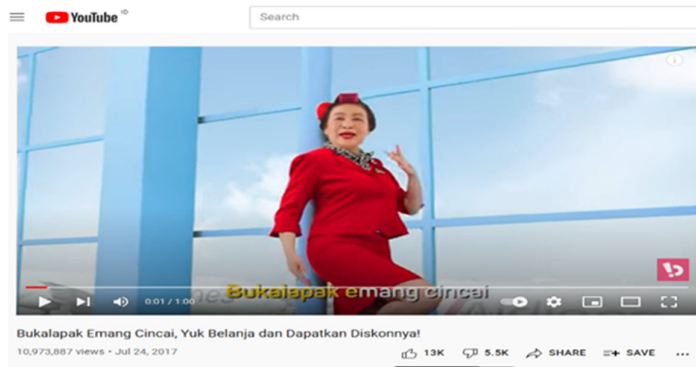 YouTube ID
Search
Bukalapak emang cincai
0:01 / 1:00
Bukalapak Emang Cincai, Yuk Belanja dan Dapatkan Diskonnya!
10,973,887 views • Jul 24, 2017
13K 5.5K SHARE SAVE